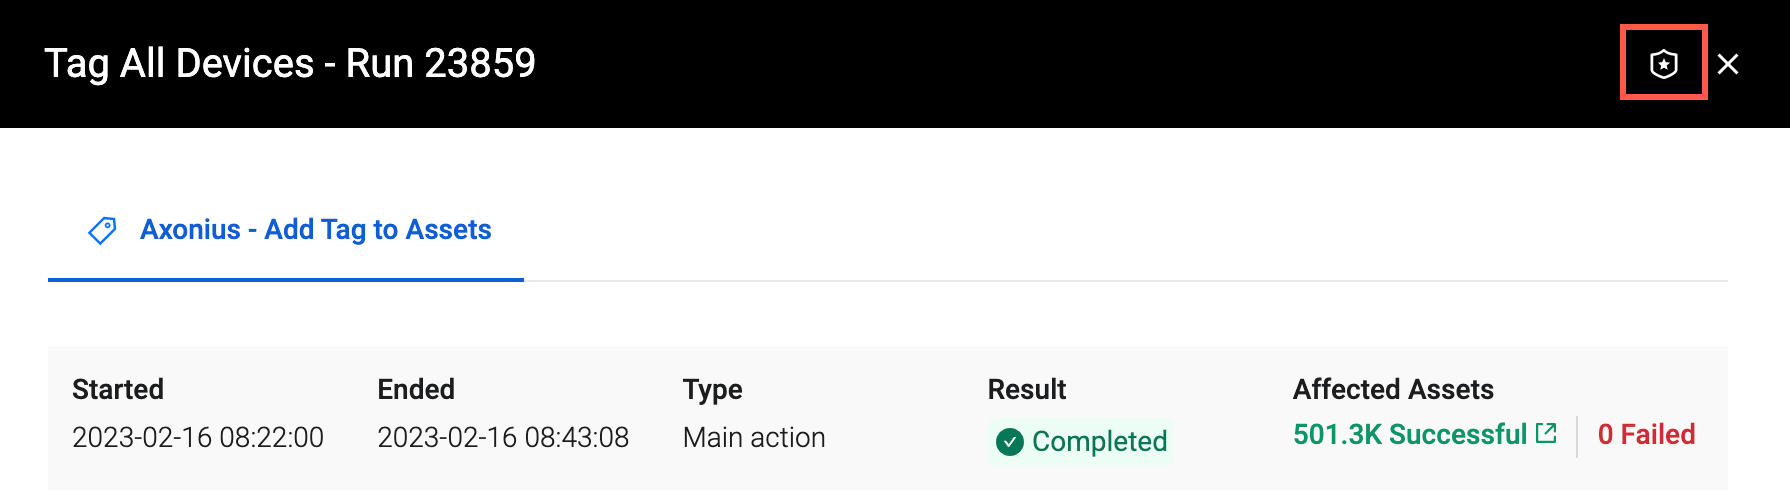 Tag All Devices - Run 23859
Axonius - Add Tag to Assets
Started Ended Type Result Affected Assets
2023-02-16 08:22:00 2023-02-16 08:43:08 Main action Completed 501.3K Successful 0 Failed